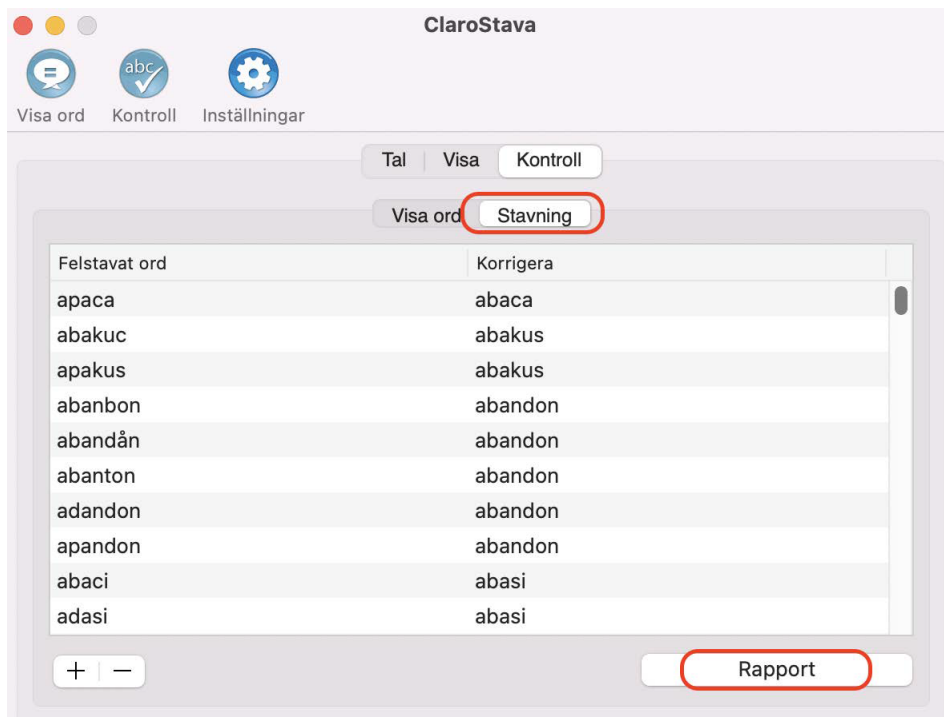 ClaroStava
abc
Visa ord Kontroll Inställningar
Tal Visa Kontroll
Visa ord Stavning
Felstavat ord Korrigera
apaca abaca
abakuc abakus
apakus abakus
abanbon abandon
abandån abandon
abanton abandon
adandon abandon
apandon abandon
abaci abasi
adasi abasi
+ − Rapport